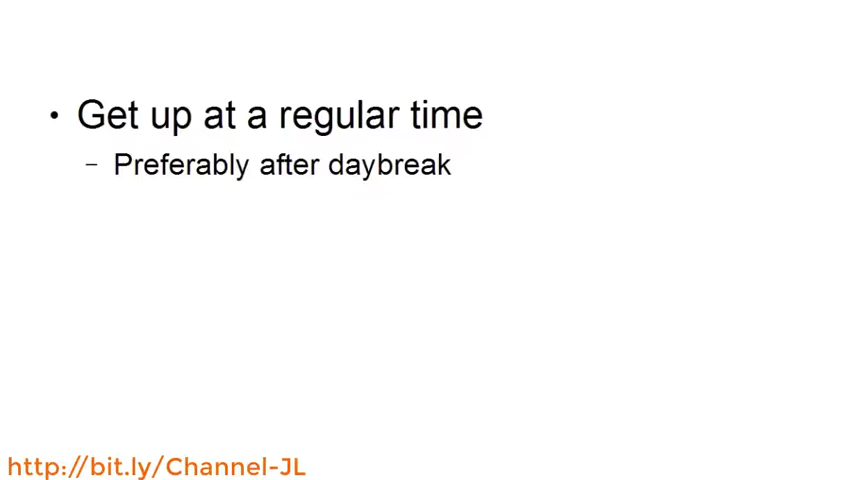 • Get up at a regular time
– Preferably after daybreak
http://bit.ly/Channel-JL